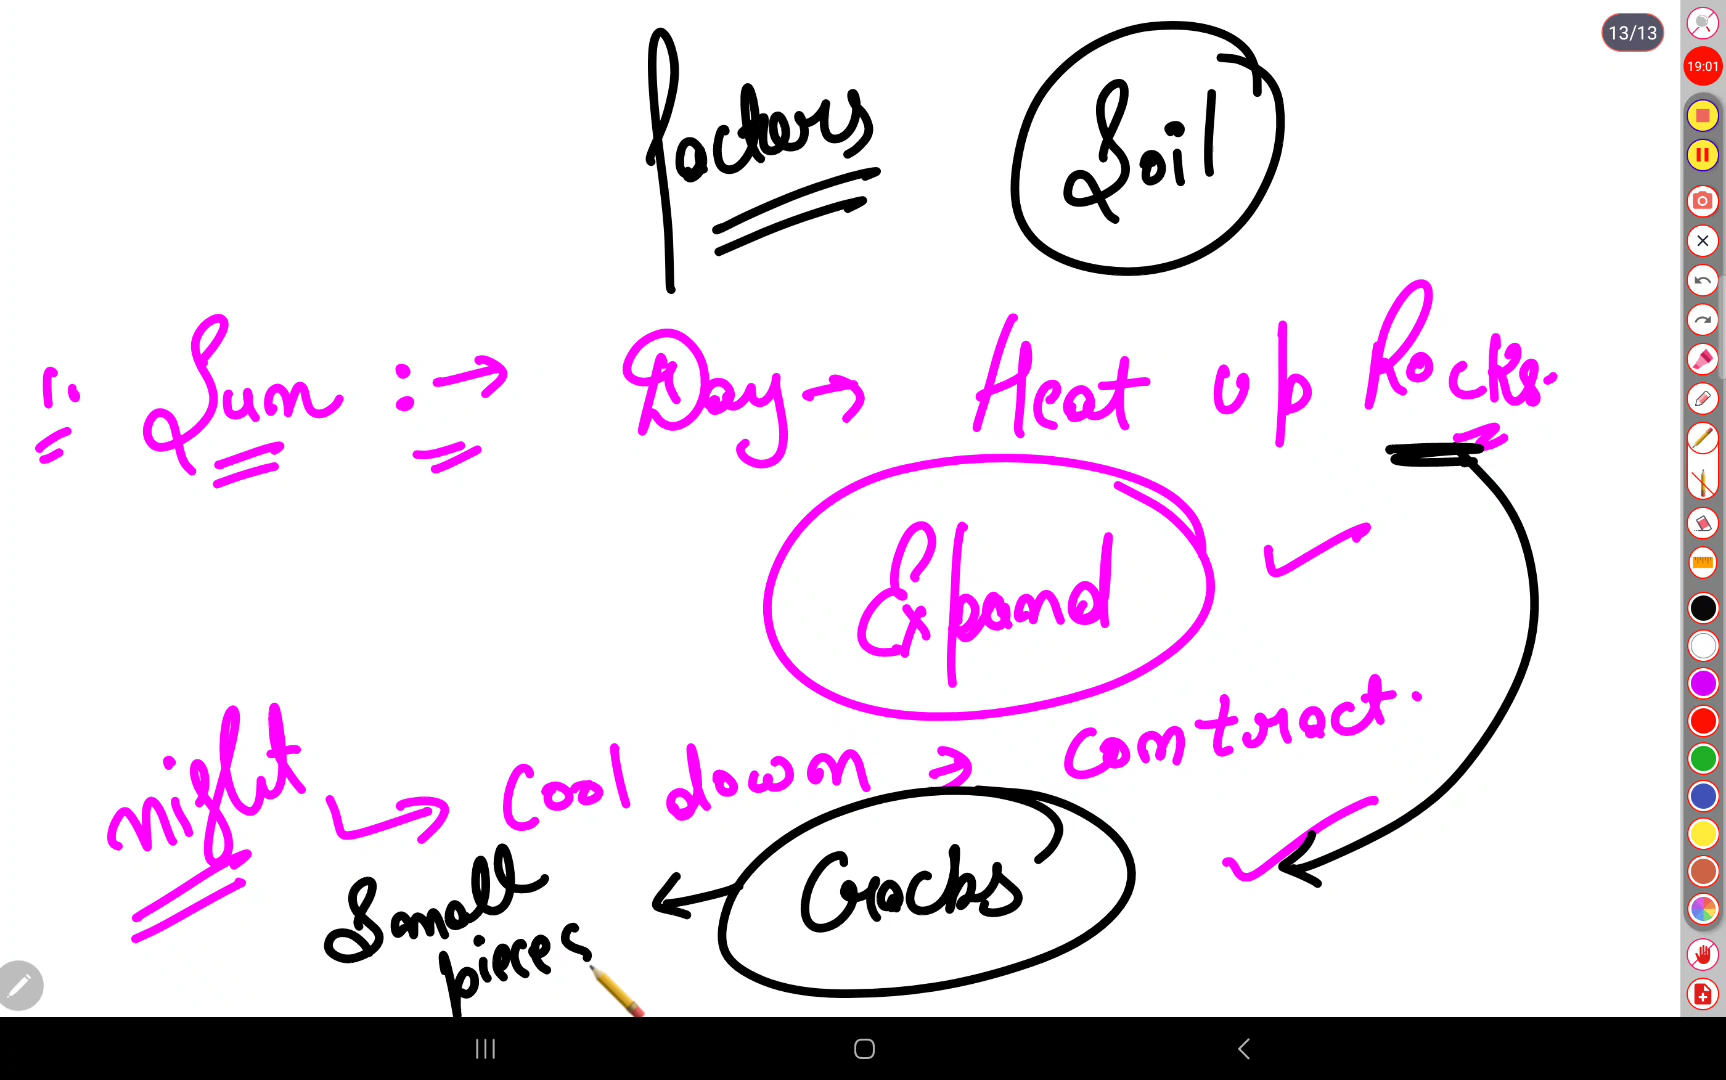 13/13
19:01
factors Soil
1: Sun :→ Day → Heat up Rocks.
Expand ✓
night ↳ Cool down → contract.
Cracks
Small
pieces